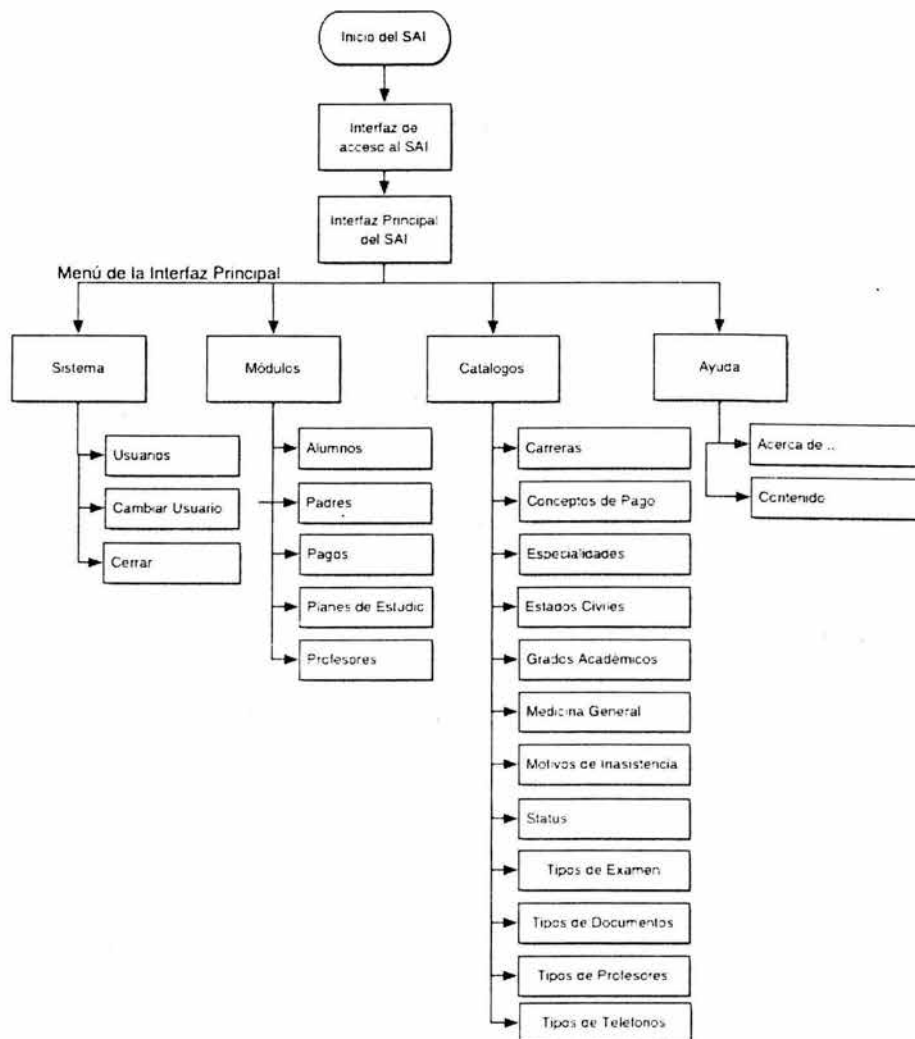 Inicio del SAI
Interfaz de
acceso al SAI
Interfaz Principal
del SAI
Menú de la Interfaz Principal
Sistema
Módulos
Catálogos
Ayuda
Usuarios
Cambiar Usuario
Cerrar
Alumnos
Padres
Pagos
Planes de Estudio
Profesores
Carreras
Conceptos de Pago
Especialidades
Estados Civiles
Grados Académicos
Medicina General
Motivos de Inasistencia
Status
Tipos de Examen
Tipos de Documentos
Tipos de Profesores
Tipos de Teléfonos
Acerca de ..
Contenido